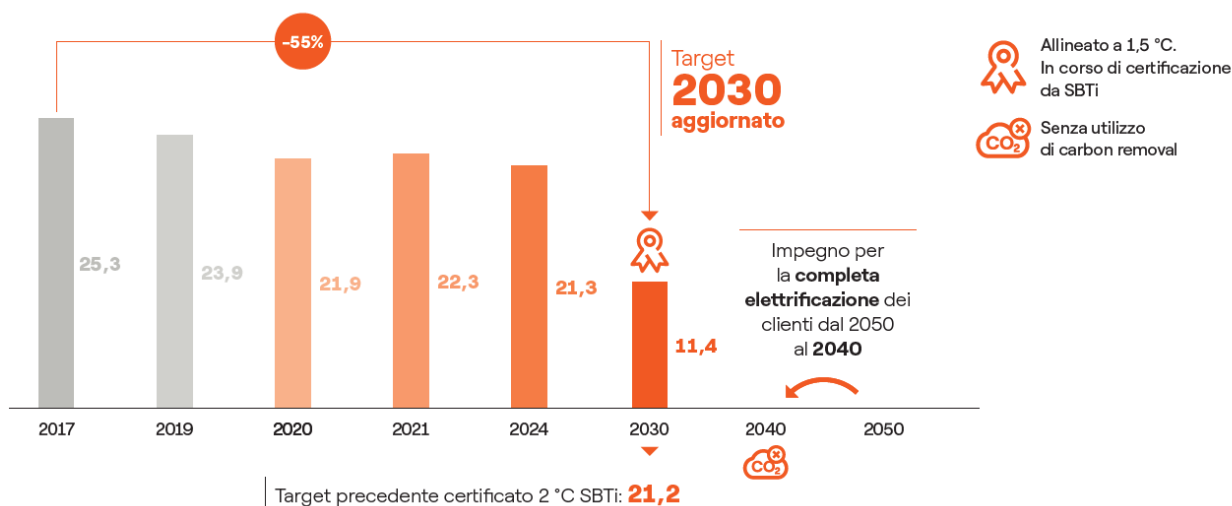 -55%
Target
2030
aggiornato
Allineato a 1,5 °C.
In corso di certificazione
da SBTi
CO₂
Senza utilizzo
di carbon removal
25,3
23,9
21,9
22,3
21,3
11,4
Impegno per
la completa
elettrificazione dei
clienti dal 2050
al 2040
2017
2019
2020
2021
2024
2030
2040
2050
CO₂
Target precedente certificato 2 °C SBTi: 21,2